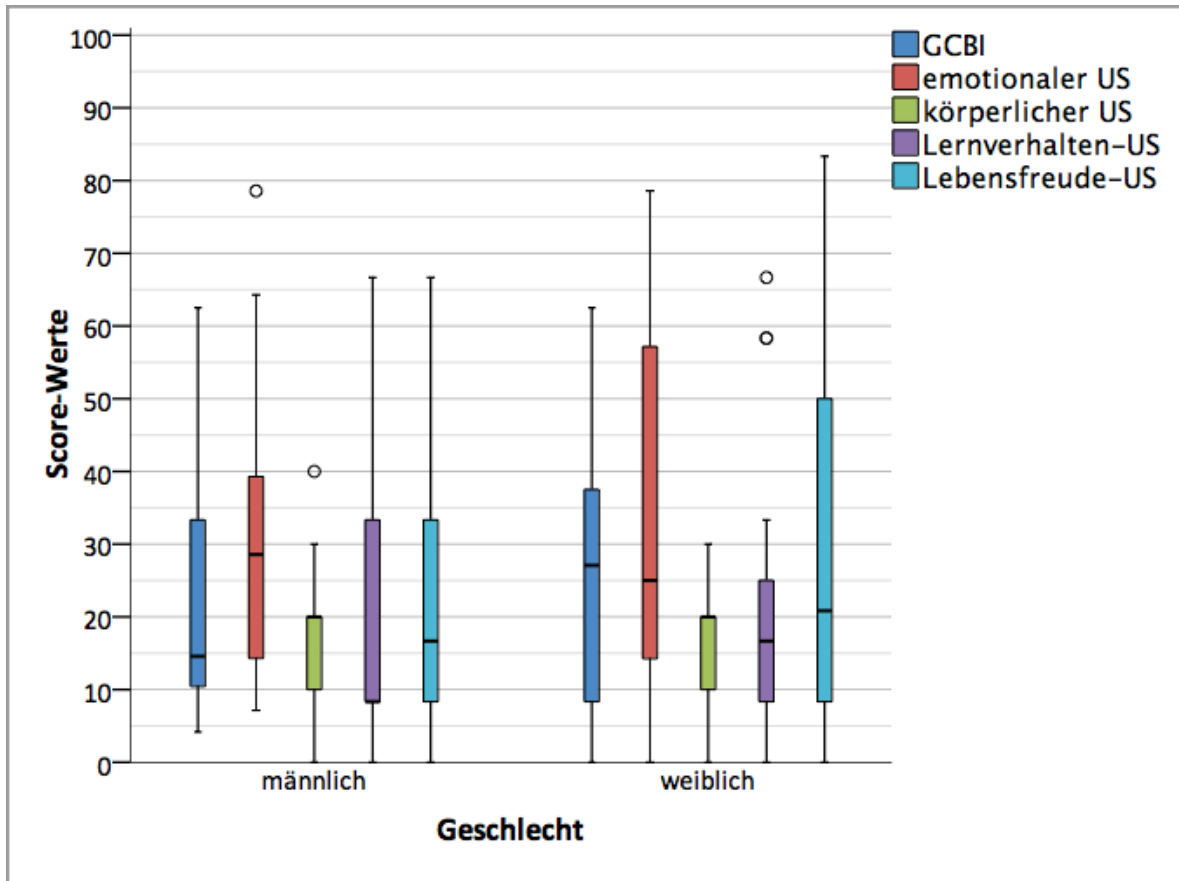 100
90
80
70
60
50
40
30
20
10
0
Score-Werte
männlich
weiblich
Geschlecht
GCBI
emotionaler US
körperlicher US
Lernverhalten-US
Lebensfreude-US